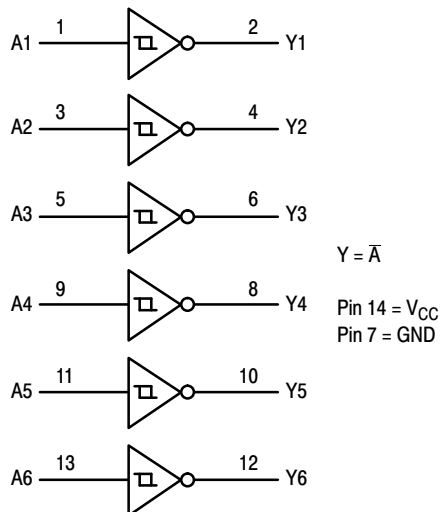 A1 1 2 Y1
A2 3 4 Y2
A3 5 6 Y3
Y = A̅
A4 9 8 Y4
Pin 14 = VCC
Pin 7 = GND
A5 11 10 Y5
A6 13 12 Y6